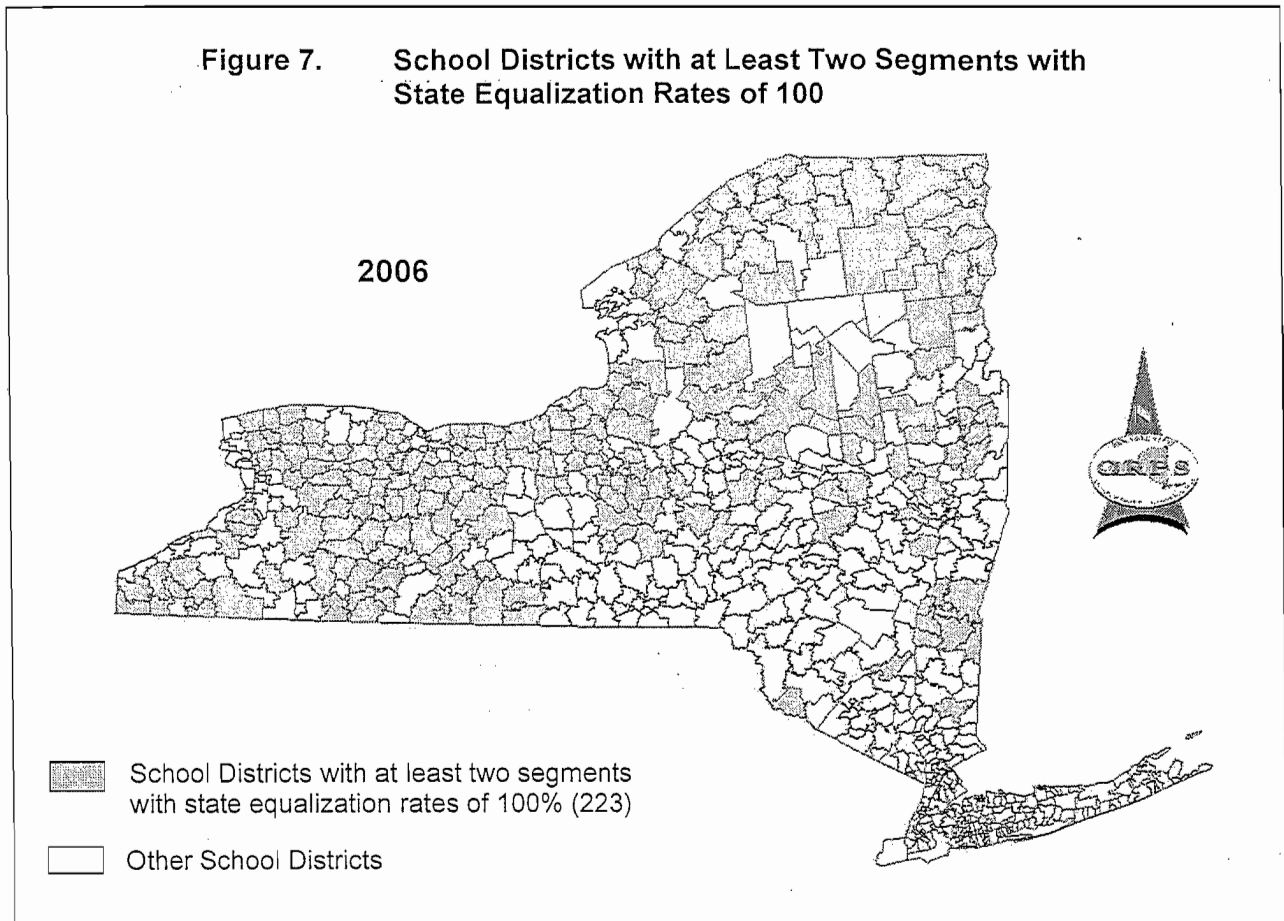 Figure 7. School Districts with at Least Two Segments with
State Equalization Rates of 100
2006
ORPS
School Districts with at least two segments
with state equalization rates of 100% (223)
Other School Districts